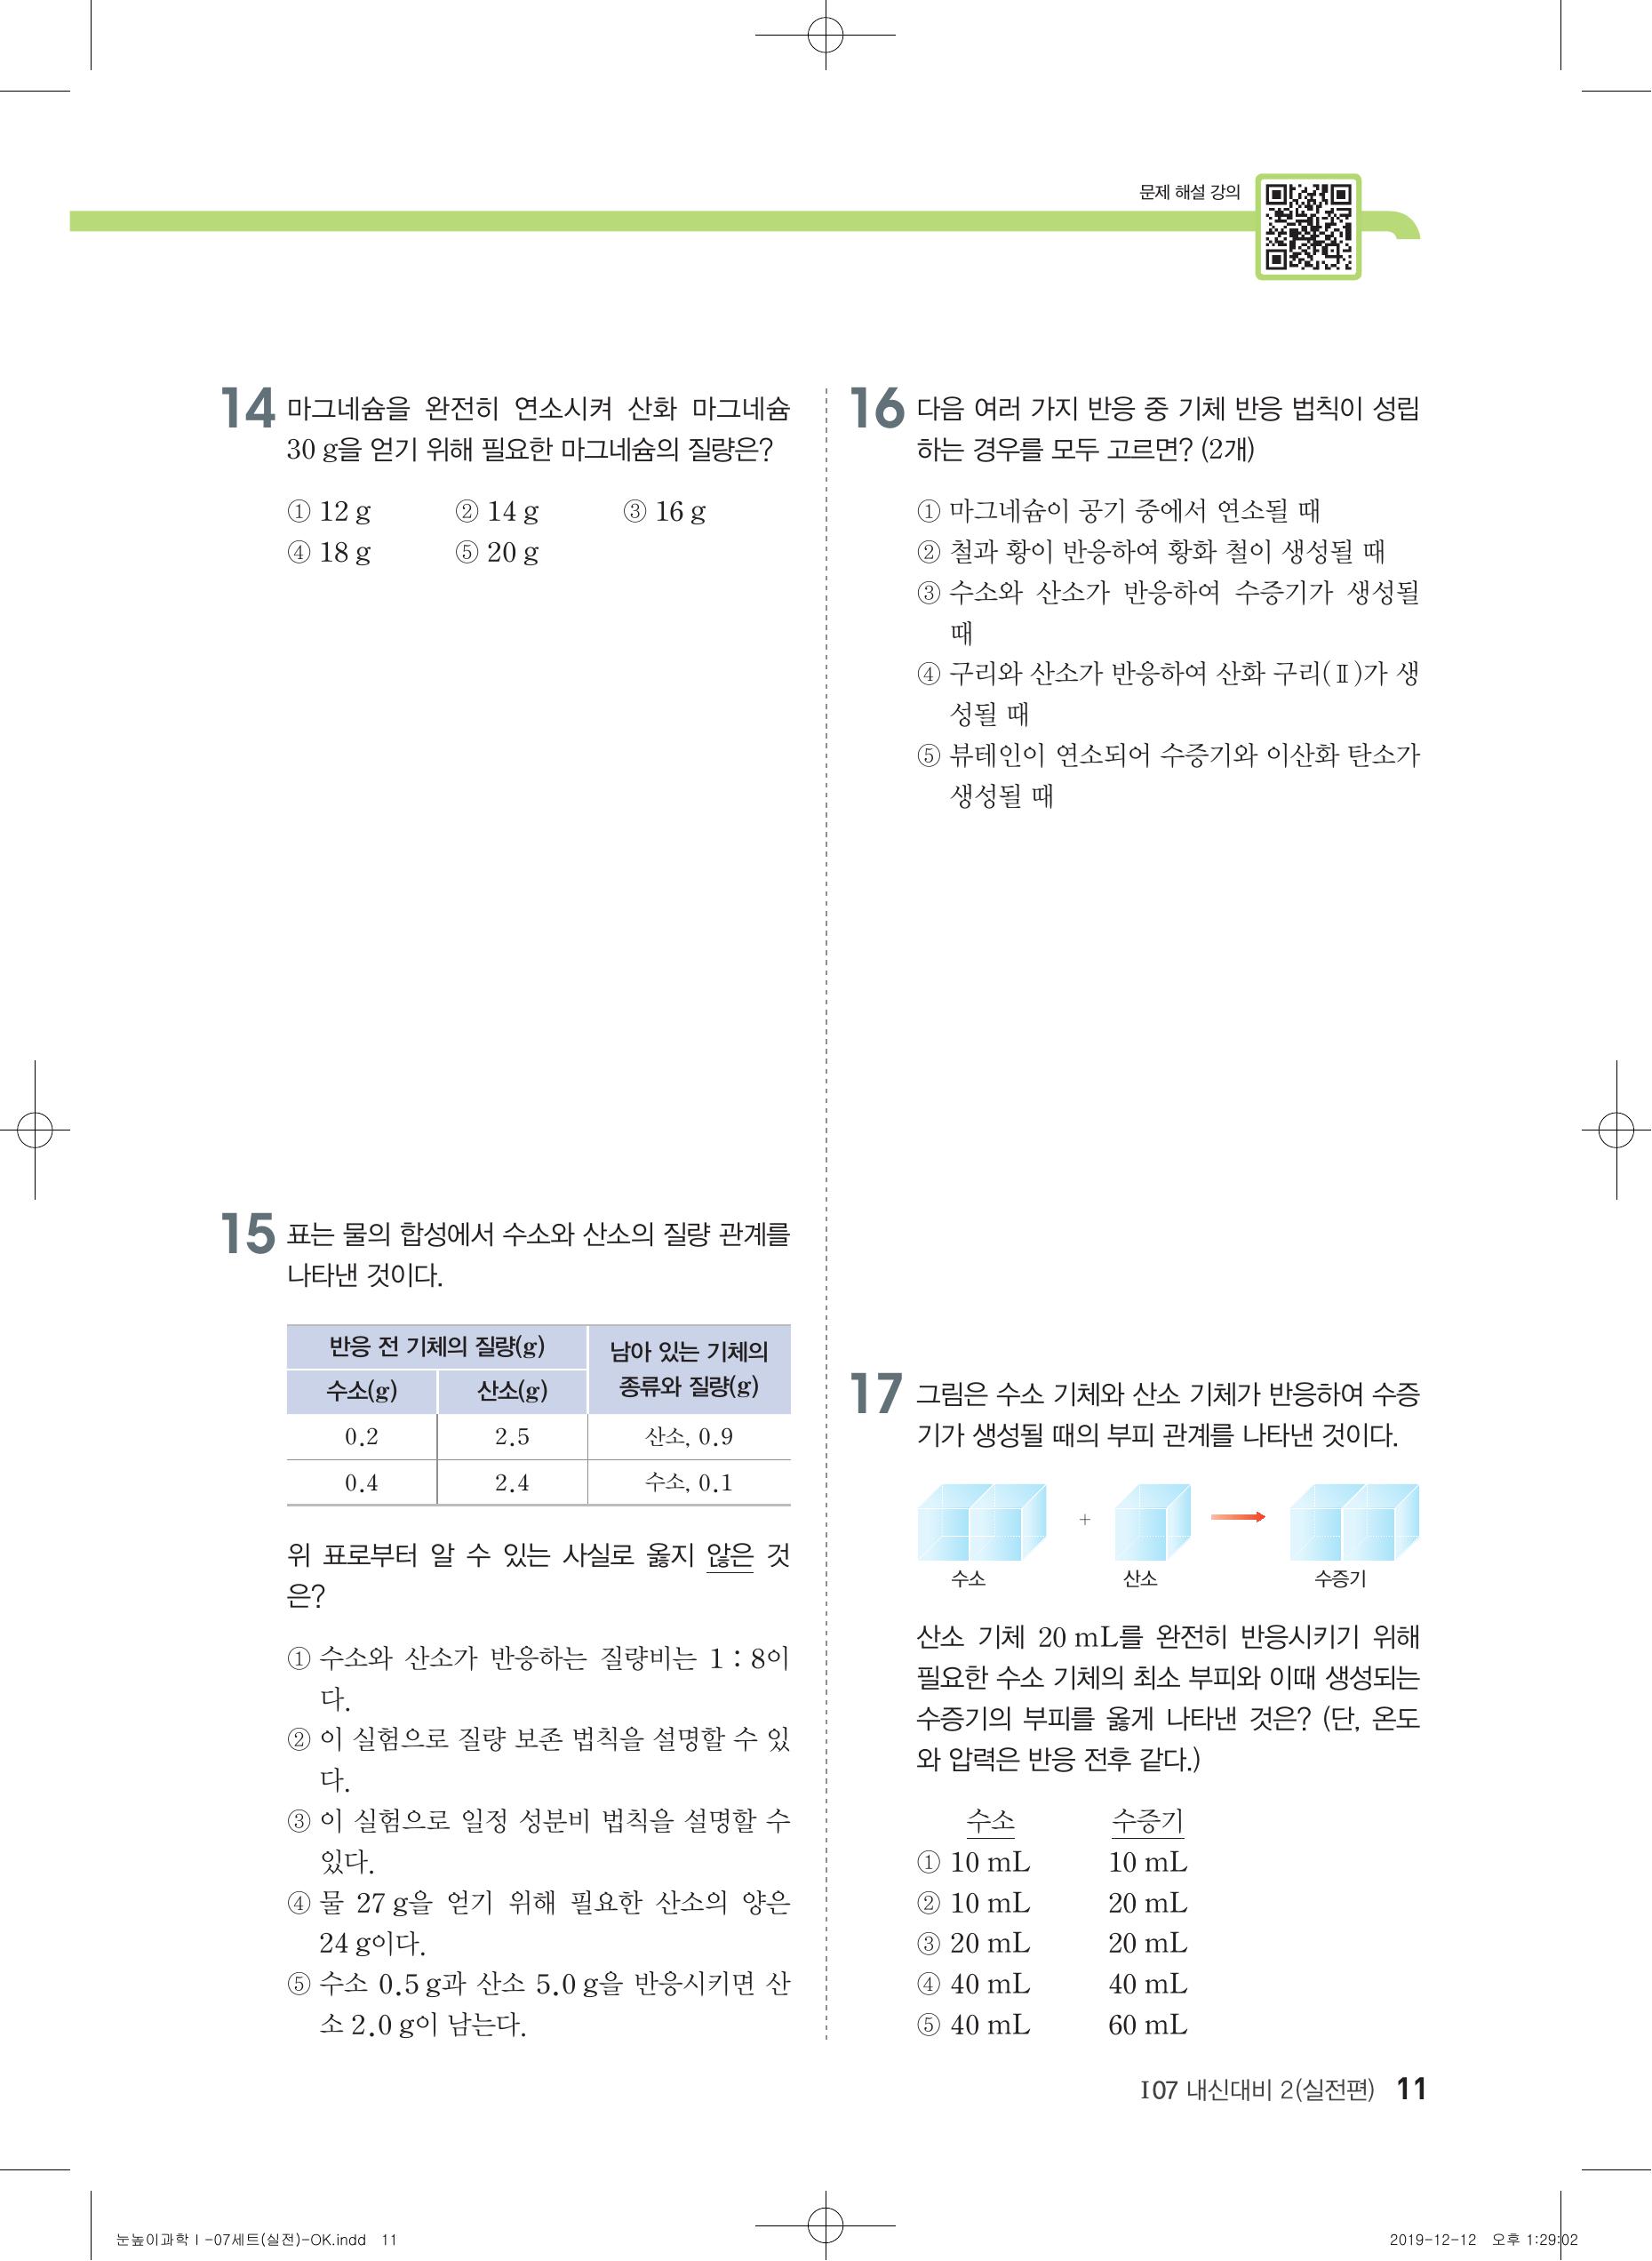 문제 해설 강의
14 마그네슘을 완전히 연소시켜 산화 마그네슘
30 g을 얻기 위해 필요한 마그네슘의 질량은?
① 12 g ② 14 g ③ 16 g
④ 18 g ⑤ 20 g
15 표는 물의 합성에서 수소와 산소의 질량 관계를
나타낸 것이다.
반응 전 기체의 질량(g) 남아 있는 기체의
종류와 질량(g)
수소(g) 산소(g)
0.2 2.5 산소, 0.9
0.4 2.4 수소, 0.1
위 표로부터 알 수 있는 사실로 옳지 않은 것
은?
① 수소와 산소가 반응하는 질량비는 1 : 8이
다.
② 이 실험으로 질량 보존 법칙을 설명할 수 있
다.
③ 이 실험으로 일정 성분비 법칙을 설명할 수
있다.
④ 물 27 g을 얻기 위해 필요한 산소의 양은
24 g이다.
⑤ 수소 0.5 g과 산소 5.0 g을 반응시키면 산
소 2.0 g이 남는다.
16 다음 여러 가지 반응 중 기체 반응 법칙이 성립
하는 경우를 모두 고르면? (2개)
① 마그네슘이 공기 중에서 연소될 때
② 철과 황이 반응하여 황화 철이 생성될 때
③ 수소와 산소가 반응하여 수증기가 생성될
때
④ 구리와 산소가 반응하여 산화 구리(Ⅱ)가 생
성될 때
⑤ 뷰테인이 연소되어 수증기와 이산화 탄소가
생성될 때
17 그림은 수소 기체와 산소 기체가 반응하여 수증
기가 생성될 때의 부피 관계를 나타낸 것이다.
+
수소 산소 수증기
산소 기체 20 mL를 완전히 반응시키기 위해
필요한 수소 기체의 최소 부피와 이때 생성되는
수증기의 부피를 옳게 나타낸 것은? (단, 온도
와 압력은 반응 전후 같다.)
수소 수증기
① 10 mL 10 mL
② 10 mL 20 mL
③ 20 mL 20 mL
④ 40 mL 40 mL
⑤ 40 mL 60 mL
I 07 내신대비 2(실전편) 11
눈높이과학Ⅰ-07세트(실전)-OK.indd 11
2019-12-12 오후 1:29:02